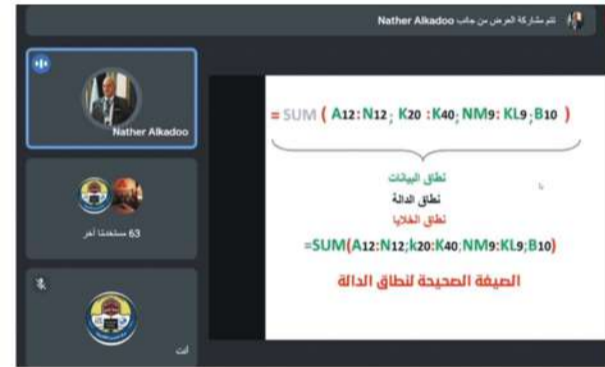 تتم مشاركة العرض من جانب Nather Alkadoo
Nather Alkadoo
63 مستخدمًا آخر
أنت
= SUM ( A12:N12; K20 :K40; NM9: KL9;B10 )
نطاق البيانات
نطاق الدالة
نطاق الخلايا
=SUM(A12:N12;k20:K40;NM9:KL9;B10)
الصيغة الصحيحة لنطاق الدالة